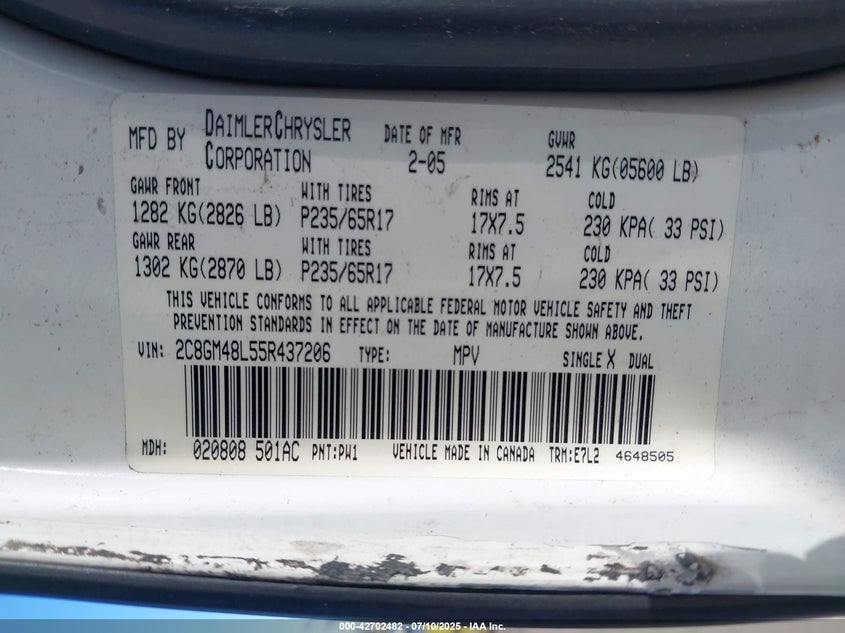 MFD BY DAIMLERCHRYSLER CORPORATION DATE OF MFR 2-05 GVWR 2541 KG(05600 LB)
GAWR FRONT WITH TIRES RIMS AT COLD
1282 KG(2826 LB) P235/65R17 17X7.5 230 KPA( 33 PSI)
GAWR REAR WITH TIRES RIMS AT COLD
1302 KG(2870 LB) P235/65R17 17X7.5 230 KPA( 33 PSI)
THIS VEHICLE CONFORMS TO ALL APPLICABLE FEDERAL MOTOR VEHICLE SAFETY AND THEFT
PREVENTION STANDARDS IN EFFECT ON THE DATE OF MANUFACTURE SHOWN ABOVE.
VIN: 2C8GM48L55R437206 TYPE: MPV SINGLE X DUAL
MDH: 020808 501AC PNT:PW1 VEHICLE MADE IN CANADA TRM:E7L2 4648505
000-42702482 - 07/10/2025 - IAA Inc.